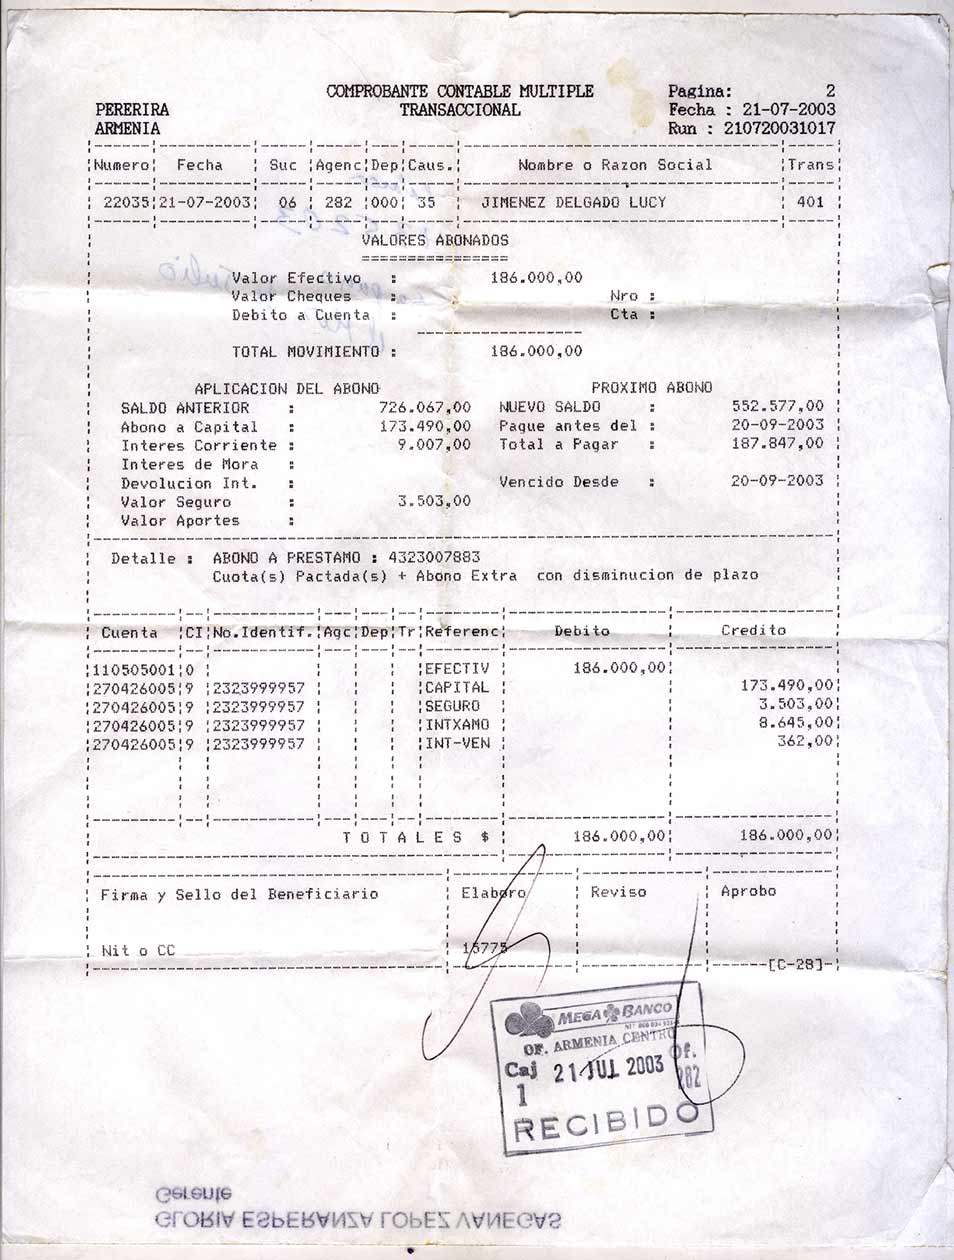 COMPROBANTE CONTABLE MULTIPLE Pagina: 2
PERERIRA TRANSACCIONAL Fecha : 21-07-2003
ARMENIA Run : 210720031017
Numero Fecha Suc Agenc Dep Caus. Nombre o Razon Social Trans
22035 21-07-2003 06 282 000 35 JIMENEZ DELGADO LUCY 401
VALORES ABONADOS
Valor Efectivo : 186.000,00
Valor Cheques : Nro :
Debito a Cuenta : Cta :
TOTAL MOVIMIENTO : 186.000,00
APLICACION DEL ABONO PROXIMO ABONO
SALDO ANTERIOR : 726.067,00 NUEVO SALDO : 552.577,00
Abono a Capital : 173.490,00 Pague antes del : 20-09-2003
Interes Corriente : 9.007,00 Total a Pagar : 187.847,00
Interes de Mora :
Devolucion Int. : Vencido Desde : 20-09-2003
Valor Seguro : 3.503,00
Valor Aportes :
Detalle : ABONO A PRESTAMO : 4323007883
Cuota(s) Pactada(s) + Abono Extra con disminucion de plazo
Cuenta CI No.Identif. Agc Dep Tr Referenc Debito Credito
110505001 0 EFECTIV 186.000,00
270426005 9 2323999957 CAPITAL 173.490,00
270426005 9 2323999957 SEGURO 3.503,00
270426005 9 2323999957 INTXAMO 8.645,00
270426005 9 2323999957 INT-VEN 362,00
T O T A L E S $ 186.000,00 186.000,00
Firma y Sello del Beneficiario Elaboro Reviso Aprobo
Nit o CC 15775
[C-28]
MEGA BANCO
OF. ARMENIA CENTRO
Caj 21 JUL 2003 Of.
1 282
RECIBIDO
Gerente
GLORIA ESPERANZA LOPEZ VANEGAS